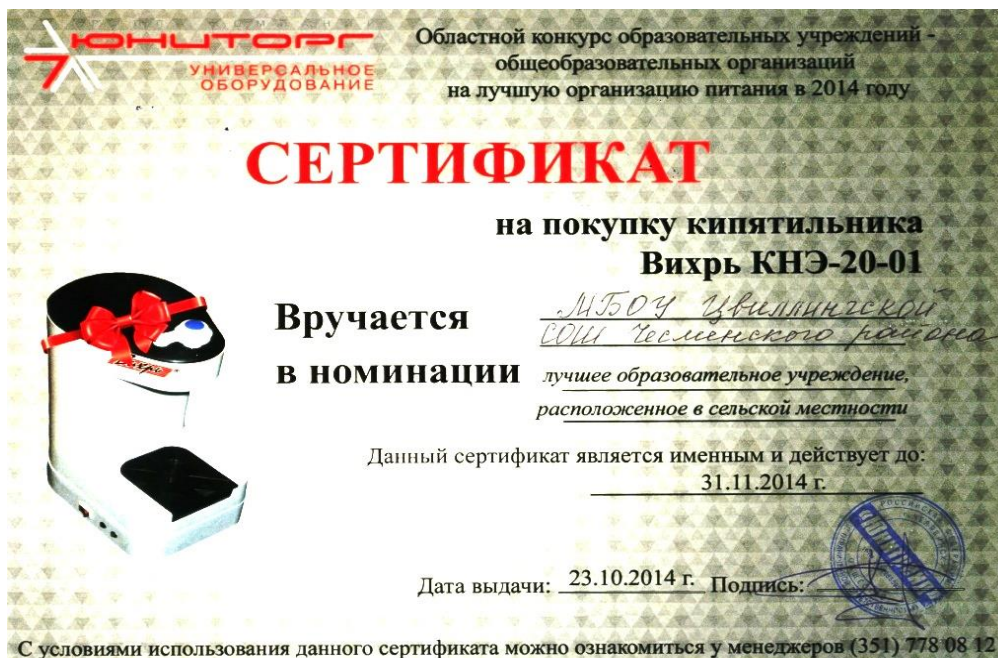 ЮНИТОРГ
УНИВЕРСАЛЬНОЕ
ОБОРУДОВАНИЕ
Областной конкурс образовательных учреждений -
общеобразовательных организаций
на лучшую организацию питания в 2014 году
СЕРТИФИКАТ
на покупку кипятильника
Вихрь КНЭ-20-01
Вручается МБОУ Цвиллингской
СОШ Чесменского района
в номинации лучшее образовательное учреждение,
расположенное в сельской местности
Данный сертификат является именным и действует до:
31.11.2014 г.
Дата выдачи: 23.10.2014 г. Подпись:
С условиями использования данного сертификата можно ознакомиться у менеджеров (351) 778 08 12